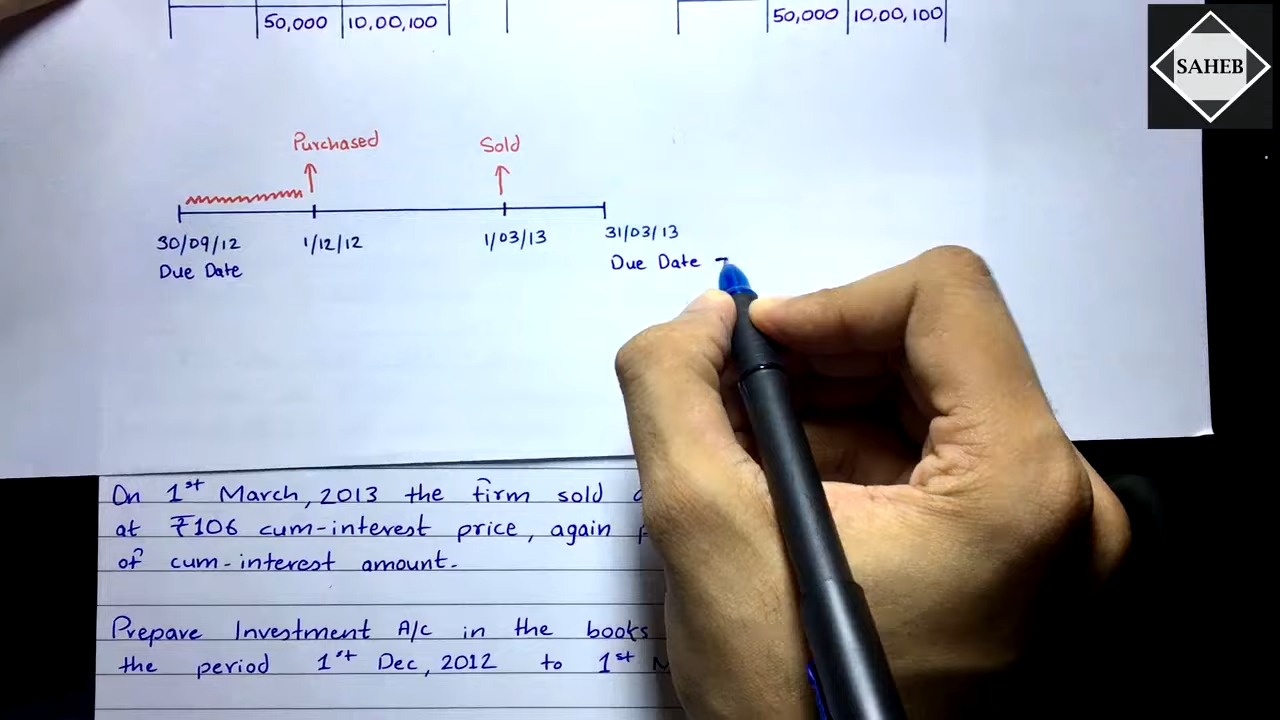 50,000 10,00,100 50,000 10,00,100
SAHEB
Purchased Sold
30/09/12 1/12/12 1/03/13 31/03/13
Due Date Due Date
On 1st March, 2013 the firm sold
at ₹106 cum-interest price, again
of cum-interest amount.
Prepare Investment A/c in the books
the period 1st Dec, 2012 to 1st